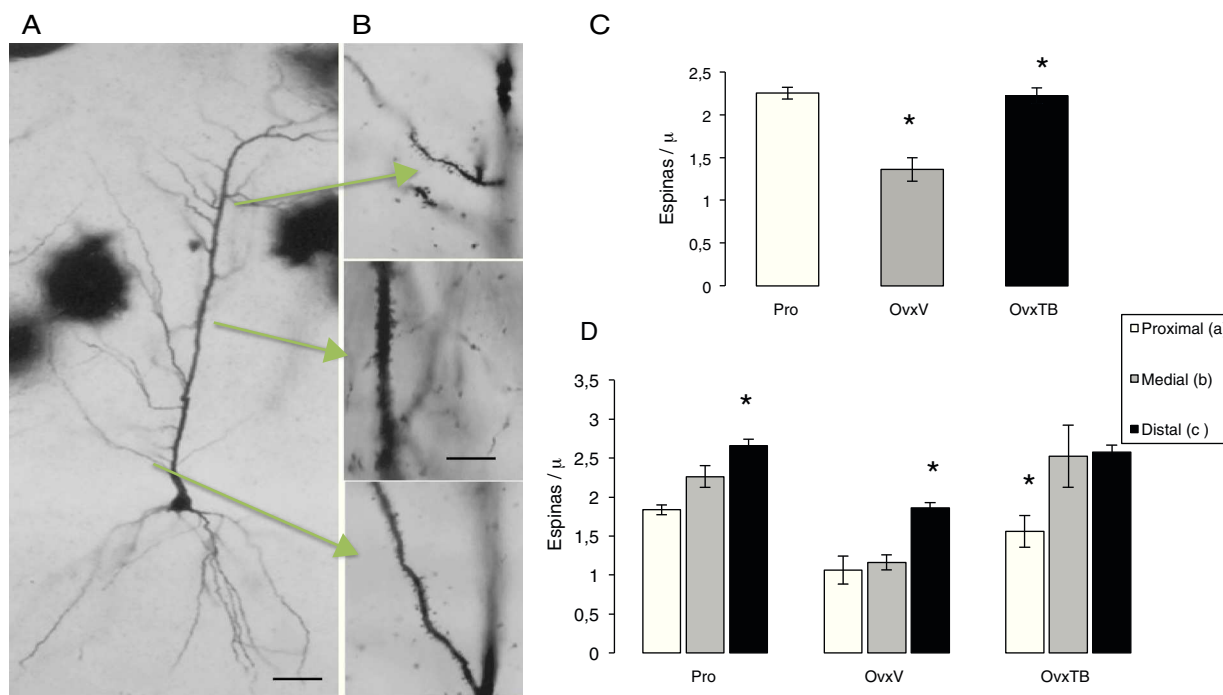 A
B
C
Espinas / μ
2,5
2
1,5
1
0,5
0
*
*
Pro
OvxV
OvxTB
D
Proximal (a
Medial (b)
Distal (c )
Espinas / μ
3,5
3
2,5
2
1,5
1
0,5
0
*
*
*
Pro
OvxV
OvxTB